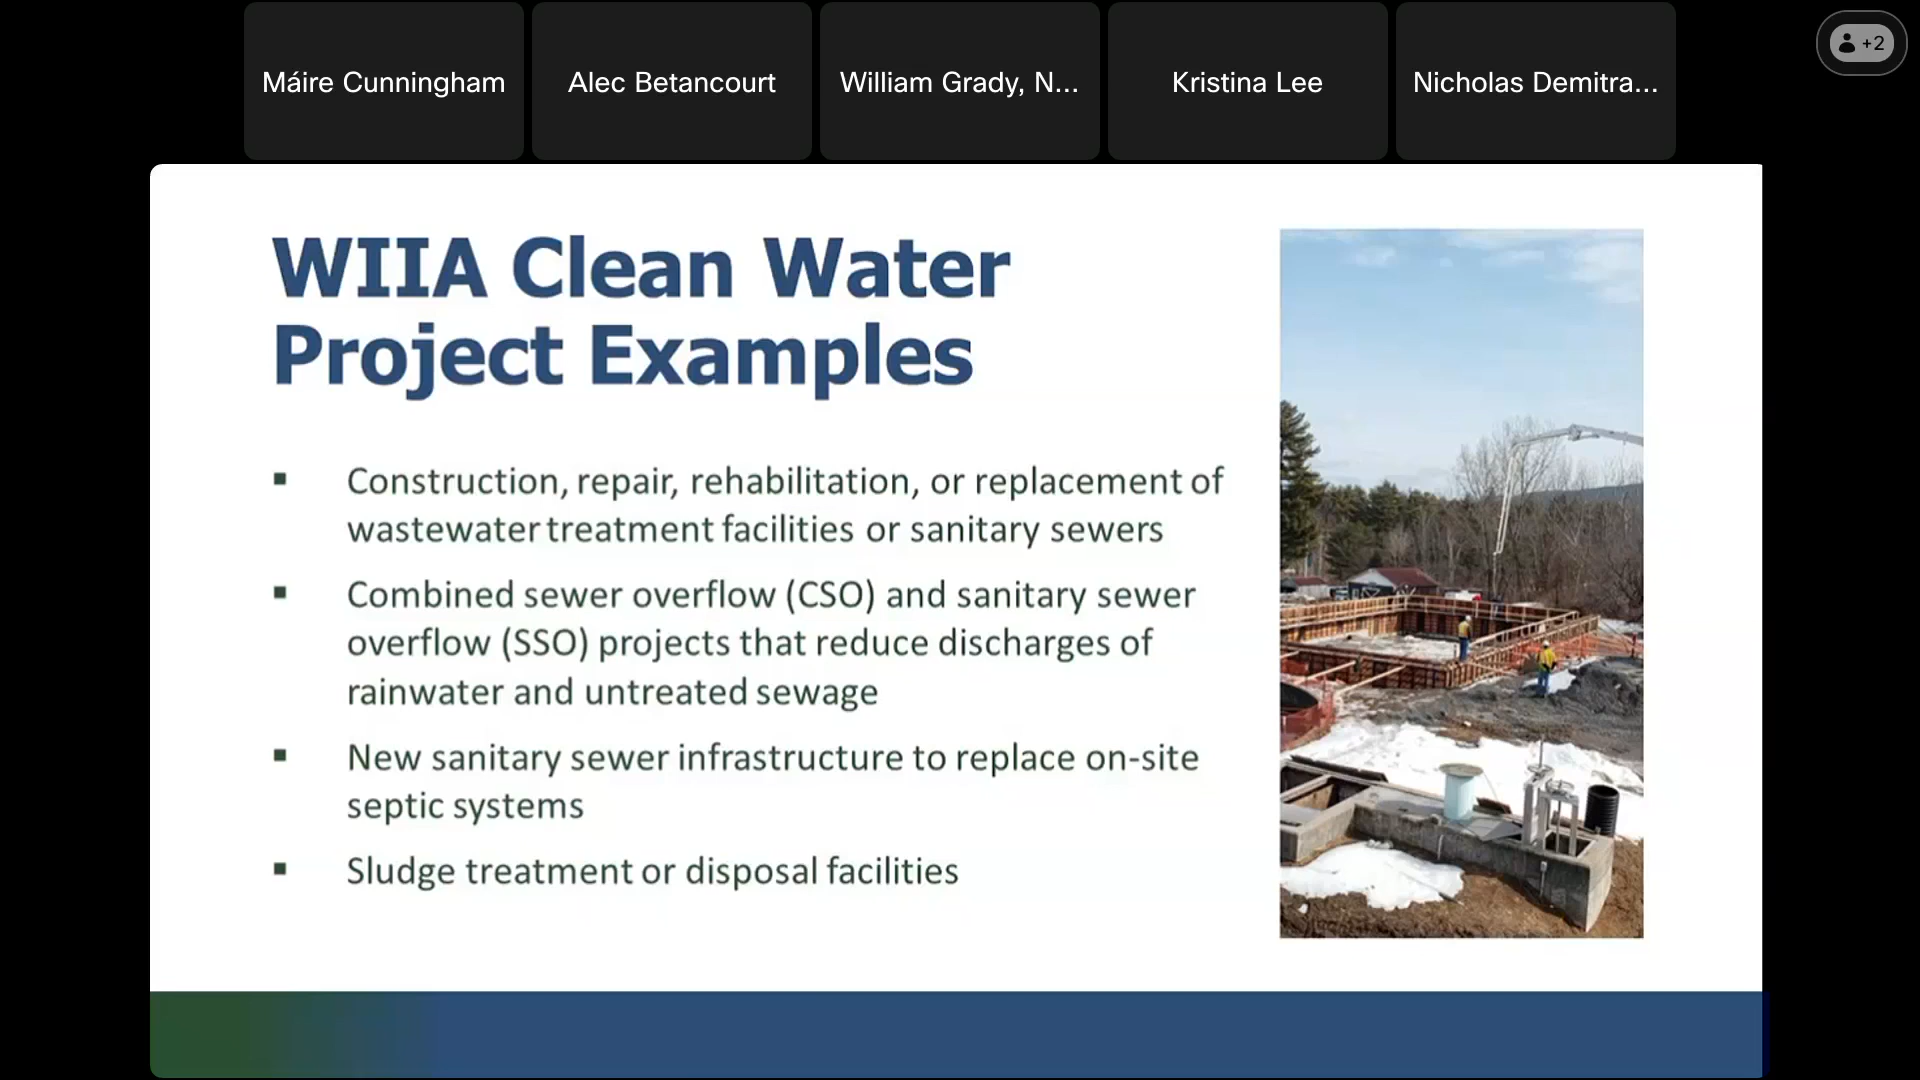 Máire Cunningham
Alec Betancourt
William Grady, N...
Kristina Lee
Nicholas Demitra...
+2
WIIA Clean Water
Project Examples
▪ Construction, repair, rehabilitation, or replacement of
wastewater treatment facilities or sanitary sewers
▪ Combined sewer overflow (CSO) and sanitary sewer
overflow (SSO) projects that reduce discharges of
rainwater and untreated sewage
▪ New sanitary sewer infrastructure to replace on-site
septic systems
▪ Sludge treatment or disposal facilities